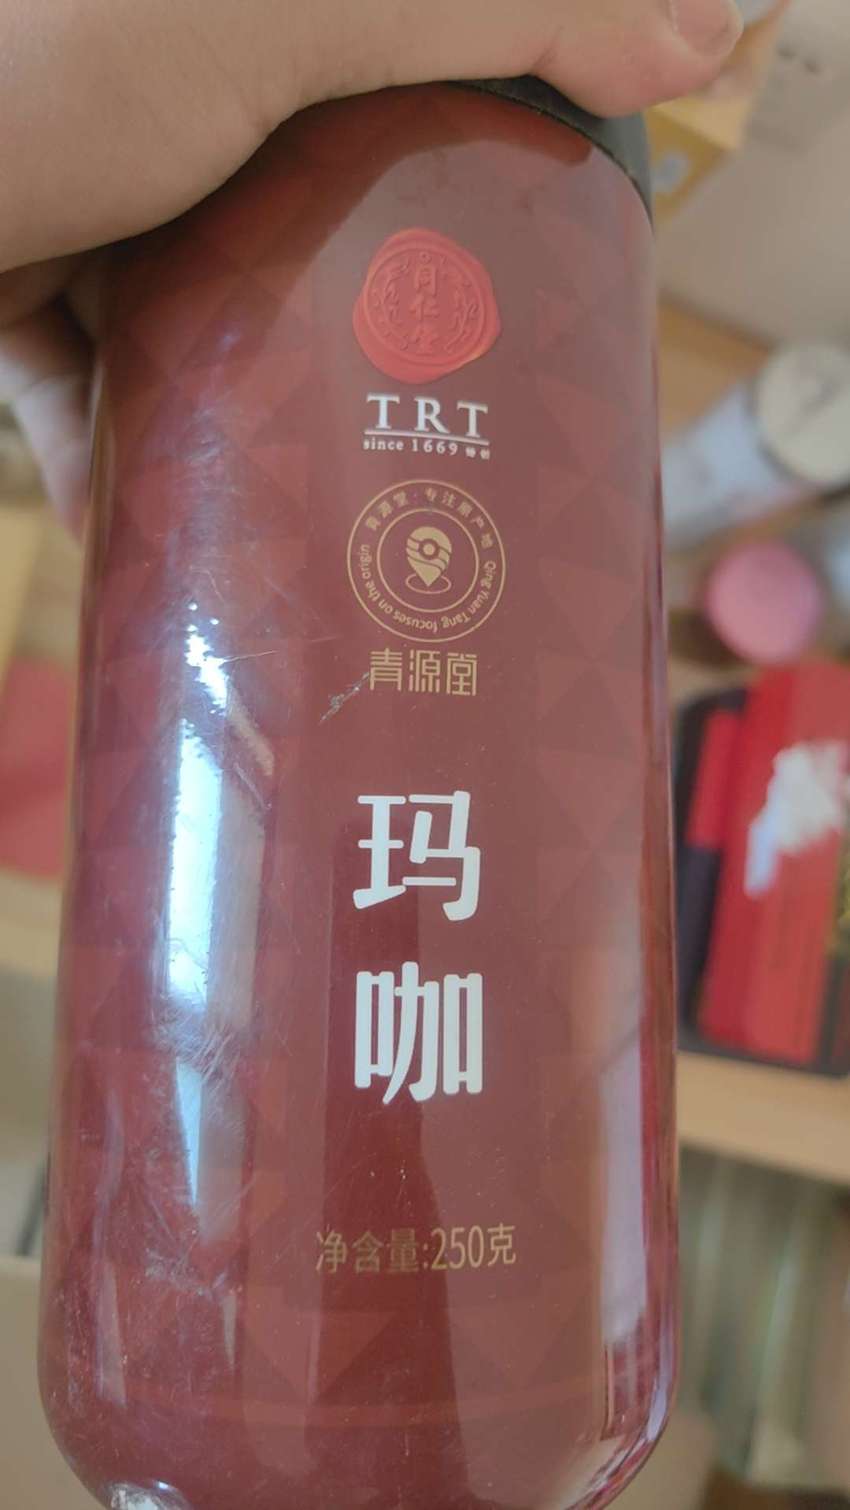 同仁堂
TRT
since 1669
青源堂·专注原产地
Qing Yuan Tang focuses on the origin
青源堂
玛
咖
净含量:250克